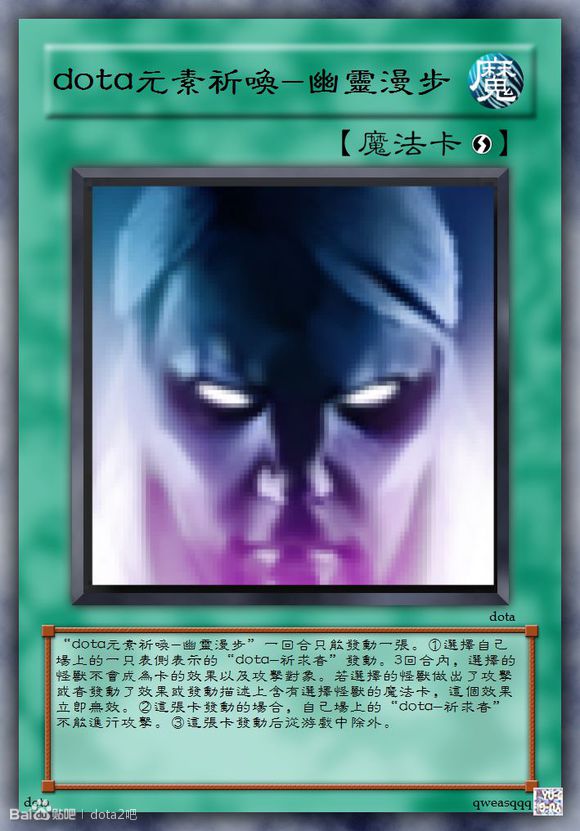 dota元素祈喚-幽靈漫步
魔
【魔法卡】
dota
“dota元素祈喚-幽靈漫步”一回合只能發動一張。①選擇自己
場上的一只表側表示的“dota-祈求者”發動。3回合內，選擇的
怪獸不會成為卡的效果以及攻擊對象。若選擇的怪獸做出了攻擊
或者發動了效果或發動描述上含有選擇怪獸的魔法卡，這個效果
立即無效。②這張卡發動的場合，自己場上的“dota-祈求者”
不能進行攻擊。③這張卡發動后從游戲中除外。
dota
qweasqqq
Bai贴吧 | dota2吧